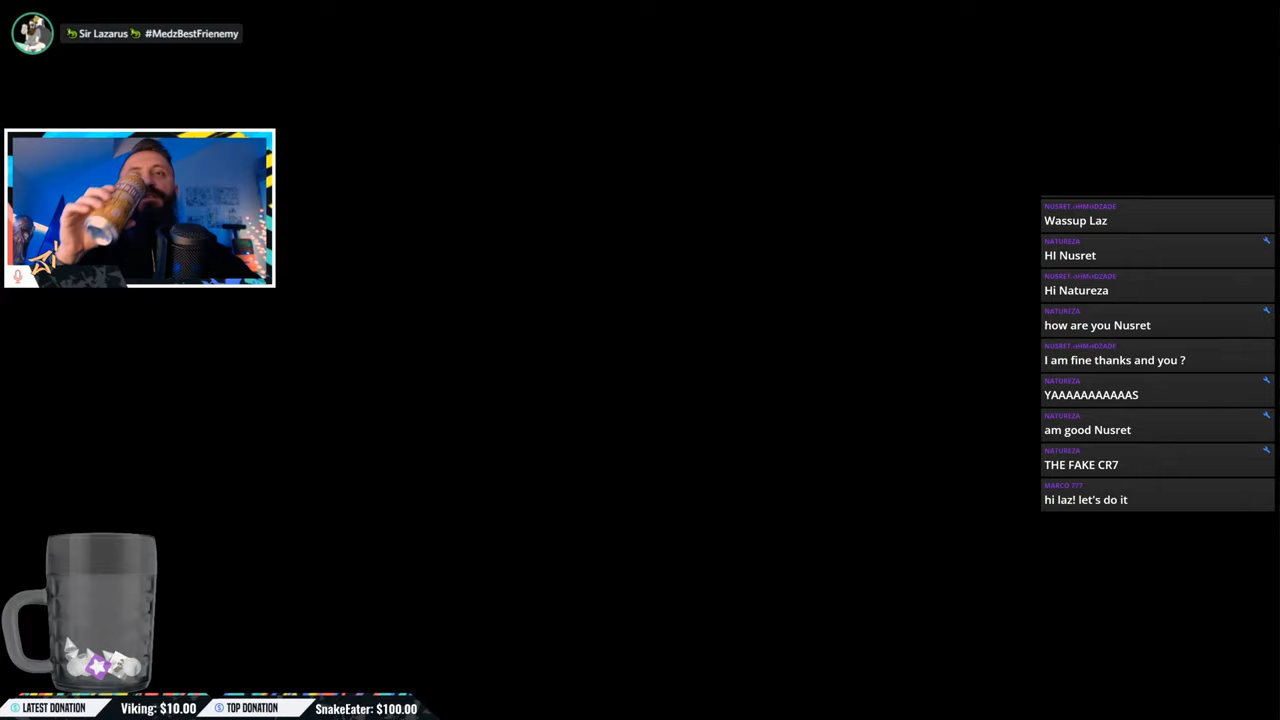 Sir Lazarus #MedzBestFrienemy
Wassup Laz
NATUREZA
HI Nusret
Hi Natureza
NATUREZA
how are you Nusret
I am fine thanks and you ?
NATUREZA
YAAAAAAAAAAAS
NATUREZA
am good Nusret
NATUREZA
THE FAKE CR7
MARCO 777
hi laz! let's do it
LATEST DONATION Viking: $10.00 TOP DONATION SnakeEater: $100.00